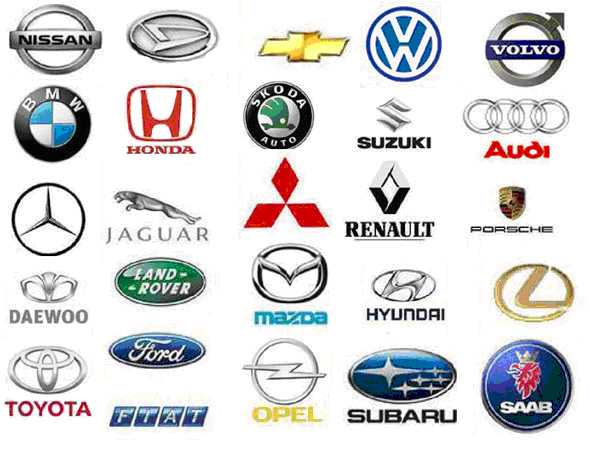 NISSAN
VW
VOLVO
BMW
HONDA
SKODA
AUTO
SUZUKI
Audi
JAGUAR
RENAULT
PORSCHE
DAEWOO
LAND-
ROVER
mazda
HYUNDAI
L
TOYOTA
Ford
FIAT
OPEL
SUBARU
SAAB